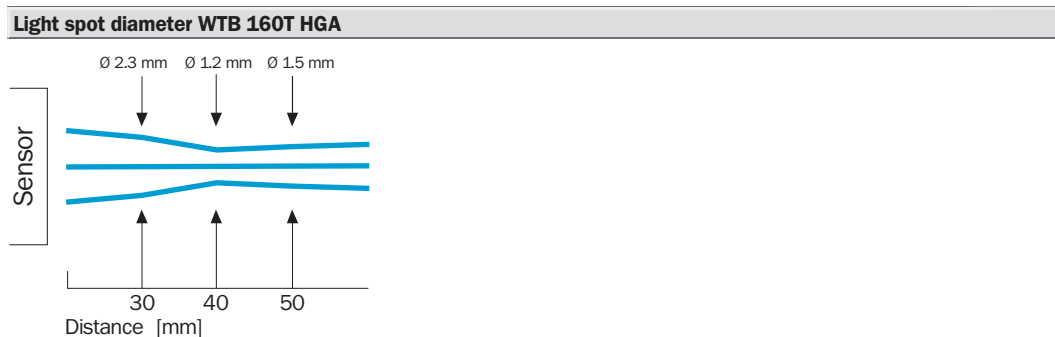 Light spot diameter WTB 160T HGA
Ø 2.3 mm Ø 1.2 mm Ø 1.5 mm
Sensor
30 40 50
Distance [mm]